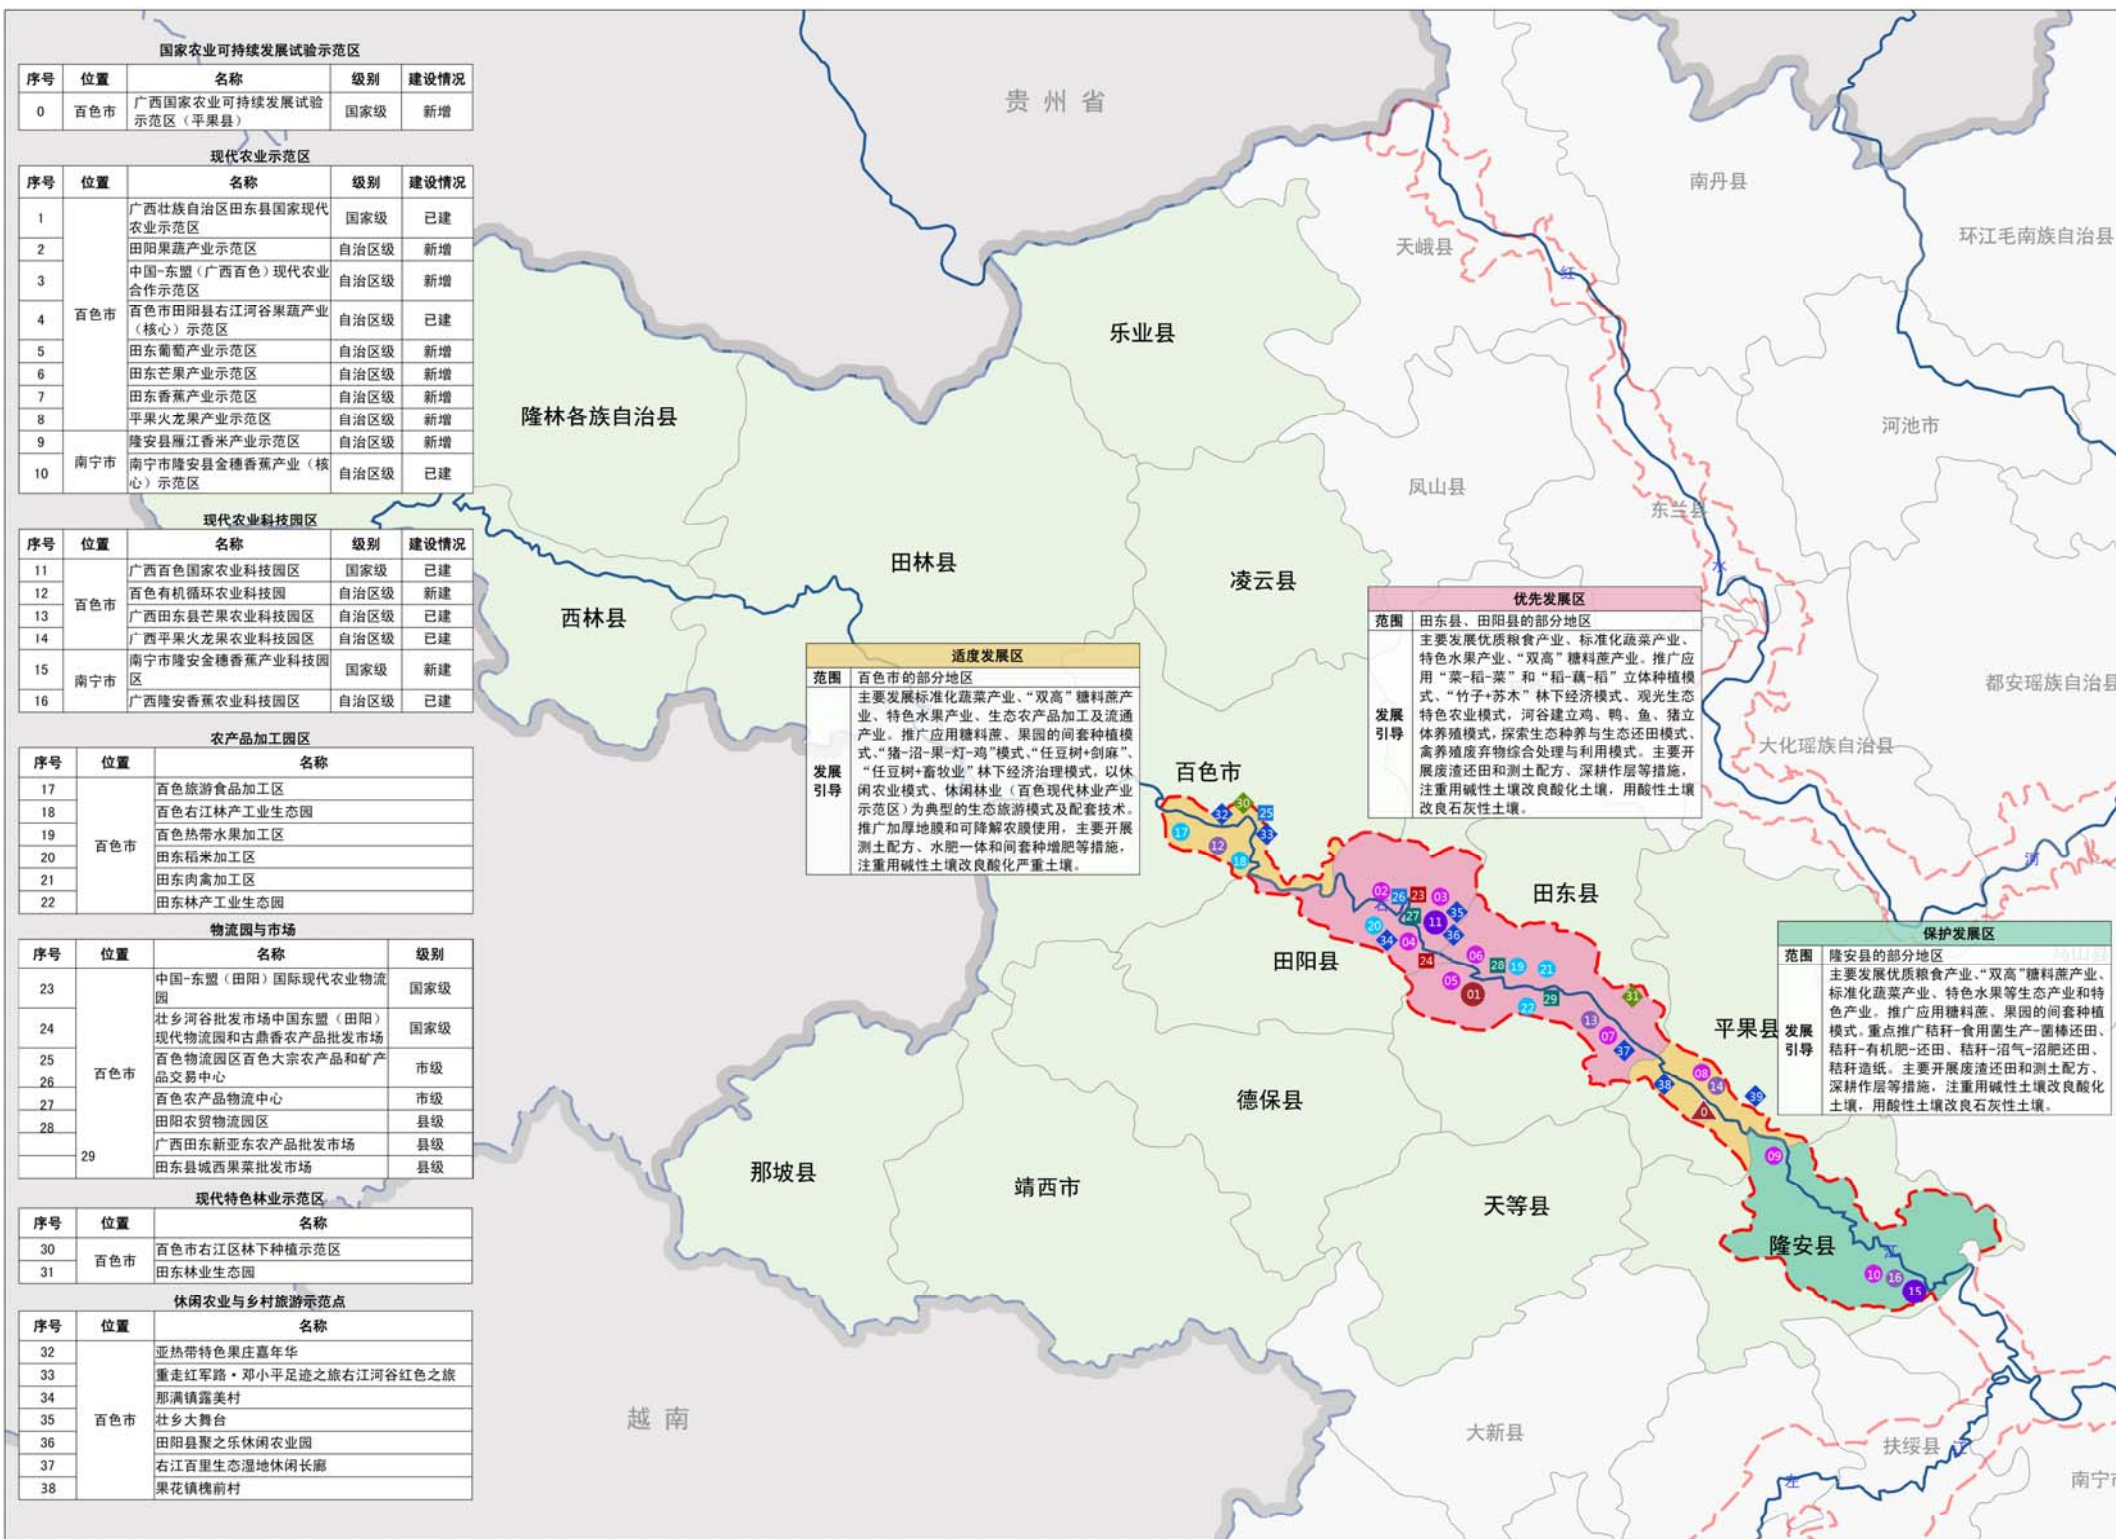 国家农业可持续发展试验示范区
序号 位置 名称 级别 建设情况
0 百色市 广西国家农业可持续发展试验
示范区（平果县） 国家级 新增
现代农业示范区
序号 位置 名称 级别 建设情况
1 广西壮族自治区田东县国家现代
农业示范区 国家级 已建
2 田阳果蔬产业示范区 自治区级 新增
3 中国-东盟（广西百色）现代农业
合作示范区 自治区级 新增
百色市
4 百色市田阳县右江河谷果蔬产业
（核心）示范区 自治区级 已建
5 田东葡萄产业示范区 自治区级 新增
6 田东芒果产业示范区 自治区级 新增
7 田东香蕉产业示范区 自治区级 新增
8 平果火龙果产业示范区 自治区级 新增
9 隆安县雁江香米产业示范区 自治区级 新增
南宁市
10 南宁市隆安县金穗香蕉产业（核
心）示范区 自治区级 已建
现代农业科技园区
序号 位置 名称 级别 建设情况
11 广西百色国家农业科技园区 国家级 已建
12 百色有机循环农业科技园 自治区级 新建
百色市
13 广西田东县芒果农业科技园区 自治区级 已建
14 广西平果火龙果农业科技园区 自治区级 已建
15 南宁市隆安金穗香蕉产业科技园
区 国家级 新建
南宁市
16 广西隆安香蕉农业科技园区 自治区级 已建
农产品加工园区
序号 位置 名称
17 百色旅游食品加工区
18 百色右江林产工业生态园
19 百色热带水果加工区
百色市
20 田东稻米加工区
21 田东肉禽加工区
22 田东林产工业生态园
物流园与市场
序号 位置 名称 级别
23 中国-东盟（田阳）国际现代农业物流
园 国家级
24 壮乡河谷批发市场中国东盟（田阳）
现代物流园和古鼎香农产品批发市场 国家级
25 百色物流园区百色大宗农产品和矿产
26 百色市 品交易中心 市级
27 百色农产品物流中心 市级
28 田阳农贸物流园区 县级
广西田东新亚东农产品批发市场 县级
29 田东县城西果菜批发市场 县级
现代特色林业示范区
序号 位置 名称
30 百色市右江区林下种植示范区
百色市
31 田东林业生态园
休闲农业与乡村旅游示范点
序号 位置 名称
32 亚热带特色果庄嘉年华
33 重走红军路·邓小平足迹之旅右江河谷红色之旅
34 那满镇露美村
35 百色市 壮乡大舞台
36 田阳县聚之乐休闲农业园
37 右江百里生态湿地休闲长廊
38 果花镇槐前村
贵州省
南丹县
天峨县
环江毛南族自治县
红
乐业县
隆林各族自治县
河池市
凤山县
东兰县
田林县
凌云县
水
西林县
都安瑶族自治县
大化瑶族自治县
河
适度发展区
范围 百色市的部分地区
发展
引导
主要发展标准化蔬菜产业、“双高”糖料蔗产
业、特色水果产业、生态农产品加工及流通
产业。推广应用糖料蔗、果园的间套种植模
式、“猪-沼-果-灯-鸡”模式、“任豆树+剑麻”、
“任豆树+畜牧业”林下经济治理模式，以休
闲农业模式、休闲林业（百色现代林业产业
示范区）为典型的生态旅游模式及配套技术。
推广加厚地膜和可降解农膜使用，主要开展
测土配方、水肥一体和间套种增肥等措施，
注重用碱性土壤改良酸化严重土壤。
优先发展区
范围 田东县、田阳县的部分地区
发展
引导
主要发展优质粮食产业、标准化蔬菜产业、
特色水果产业、“双高”糖料蔗产业。推广应
用“菜-稻-菜”和“稻-藕-稻”立体种植模
式、“竹子+苏木”林下经济模式、观光生态
特色农业模式，河谷建立鸡、鸭、鱼、猪立
体养殖模式，探索生态种养与生态还田模式、
禽养殖废弃物综合处理与利用模式。主要开
展废渣还田和测土配方、深耕作层等措施，
注重用碱性土壤改良酸化土壤，用酸性土壤
改良石灰性土壤。
保护发展区
范围 隆安县的部分地区
发展
引导
主要发展优质粮食产业、“双高”糖料蔗产业、
标准化蔬菜产业、特色水果等生态产业和特
色产业。推广应用糖料蔗、果园的间套种植
模式。重点推广秸秆-食用菌生产-菌棒还田、
秸秆-有机肥-还田、秸秆-沼气-沼肥还田、
秸秆造纸。主要开展废渣还田和测土配方、
深耕作层等措施，注重用碱性土壤改良酸化
土壤，用酸性土壤改良石灰性土壤。
百色市
32 30 25
17 12 18 33
田东县
02 26 23 03
右
27 11 35
20 34 04 36
田阳县
24 06 28 19 21
05 01 22 29 31
13 07 37
平果县
38 08 14 39
0
09
德保县
那坡县
靖西市
天等县
隆安县
江
10 16 15
越南
大新县
扶绥县
江
左
南宁市